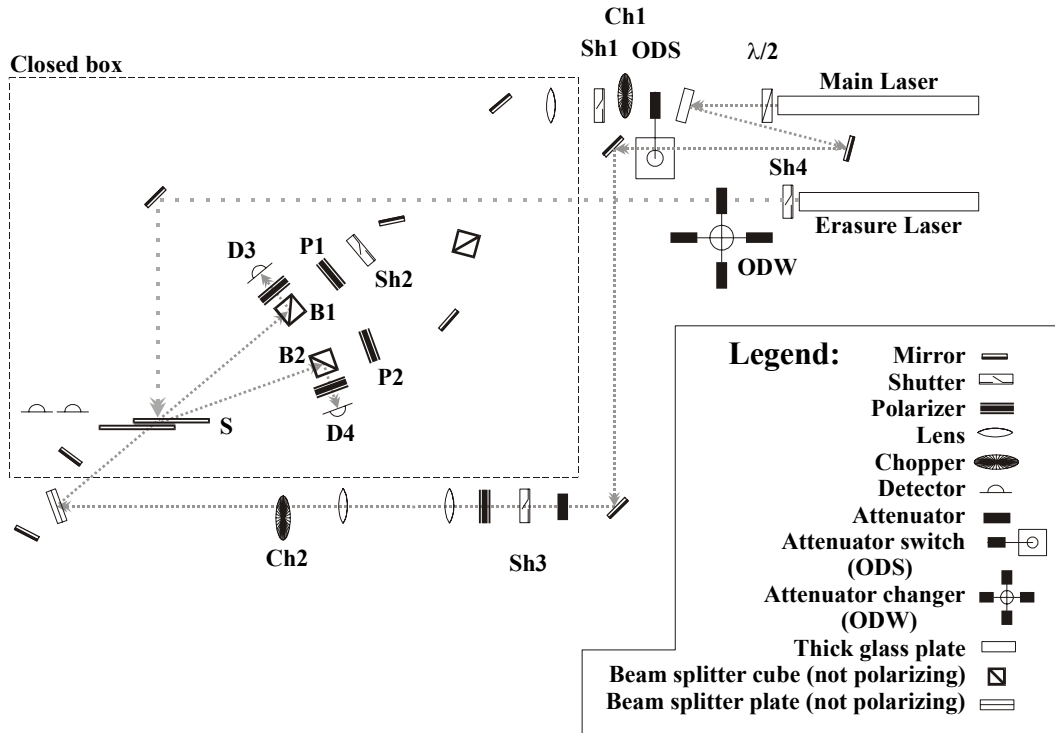 Ch1
Sh1 ODS λ/2
Closed box
Main Laser
Sh4
Erasure Laser
ODW
D3 P1
Sh2
B1
B2
P2
S
D4
Ch2
Sh3
Legend:
Mirror
Shutter
Polarizer
Lens
Chopper
Detector
Attenuator
Attenuator switch
(ODS)
Attenuator changer
(ODW)
Thick glass plate
Beam splitter cube (not polarizing)
Beam splitter plate (not polarizing)